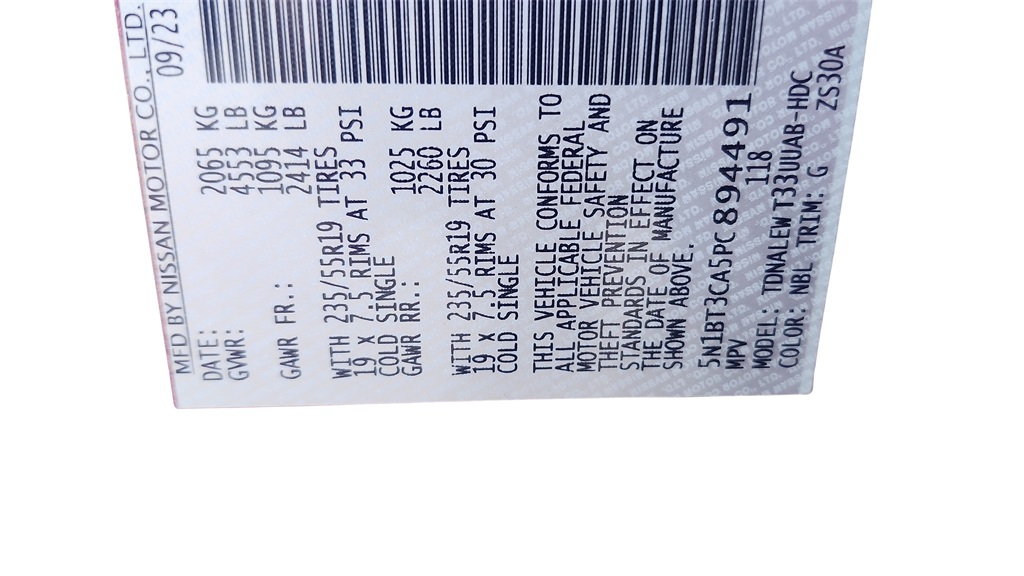 MFD BY NISSAN MOTOR CO., LTD.
DATE: 09/23
GVWR: 2065 KG
4553 LB
GAWR FR.: 1095 KG
2414 LB
WITH 235/55R19 TIRES
19 X 7.5 RIMS AT 33 PSI
COLD SINGLE
GAWR RR.: 1025 KG
2260 LB
WITH 235/55R19 TIRES
19 X 7.5 RIMS AT 30 PSI
COLD SINGLE
THIS VEHICLE CONFORMS TO
ALL APPLICABLE FEDERAL
MOTOR VEHICLE SAFETY AND
THEFT PREVENTION
STANDARDS IN EFFECT ON
THE DATE OF MANUFACTURE
SHOWN ABOVE.
5N1BT3CA5PC894491
MPV 118
MODEL: TDNALEW T33UUAB-HDC
COLOR: NBL TRIM: G ZS30A